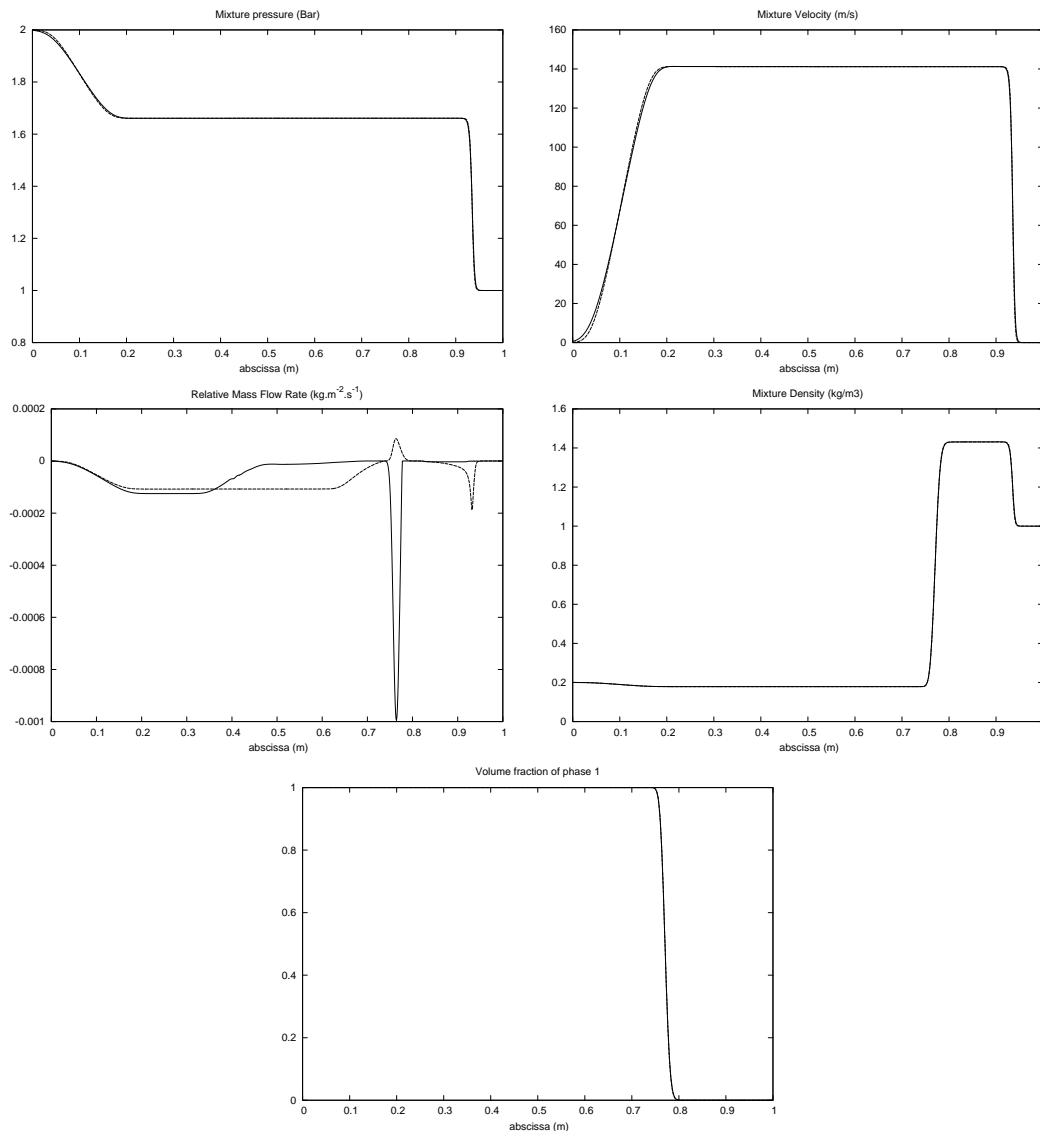 Mixture pressure (Bar)
2
1.8
1.6
1.4
1.2
1
0.8
0 0.1 0.2 0.3 0.4 0.5 0.6 0.7 0.8 0.9 1
abscissa (m)
Mixture Velocity (m/s)
160
140
120
100
80
60
40
20
0
0 0.1 0.2 0.3 0.4 0.5 0.6 0.7 0.8 0.9
abscissa (m)
Relative Mass Flow Rate (kg.m⁻².s⁻¹)
0.0002
0
-0.0002
-0.0004
-0.0006
-0.0008
-0.001
0 0.1 0.2 0.3 0.4 0.5 0.6 0.7 0.8 0.9 1
abscissa (m)
Mixture Density (kg/m3)
1.6
1.4
1.2
1
0.8
0.6
0.4
0.2
0
0 0.1 0.2 0.3 0.4 0.5 0.6 0.7 0.8 0.9
abscissa (m)
Volume fraction of phase 1
1
0.8
0.6
0.4
0.2
0
0 0.1 0.2 0.3 0.4 0.5 0.6 0.7 0.8 0.9 1
abscissa (m)